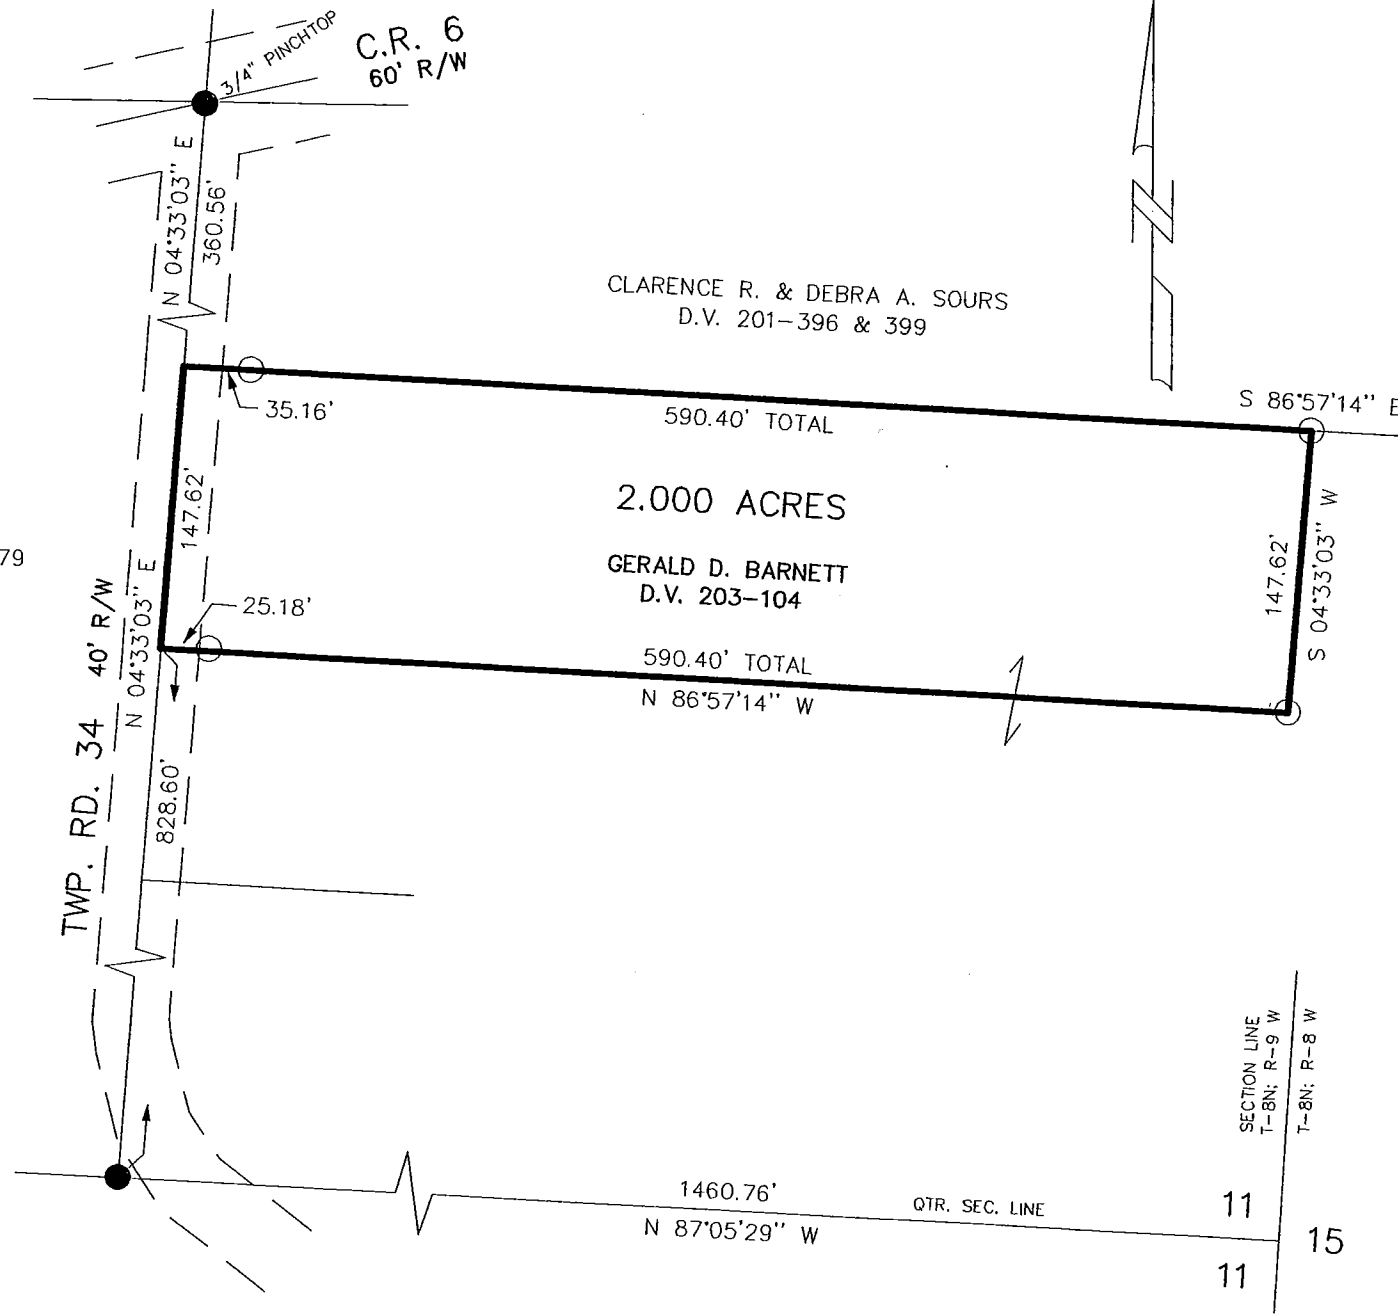 3/4" PINCHTOP
C.R. 6
60' R/W
N 04°33'03" E
360.56'
CLARENCE R. & DEBRA A. SOURS
D.V. 201-396 & 399
S 86°57'14" E
35.16'
590.40' TOTAL
147.62'
2.000 ACRES
GERALD D. BARNETT
D.V. 203-104
147.62'
S 04°33'03" W
79
N 04°33'03" E
25.18'
590.40' TOTAL
N 86°57'14" W
TWP. RD. 34 40' R/W
828.60'
SECTION LINE
T-8N; R-9 W
T-8N; R-8 W
1460.76'
QTR. SEC. LINE
N 87°05'29" W
11
15
11